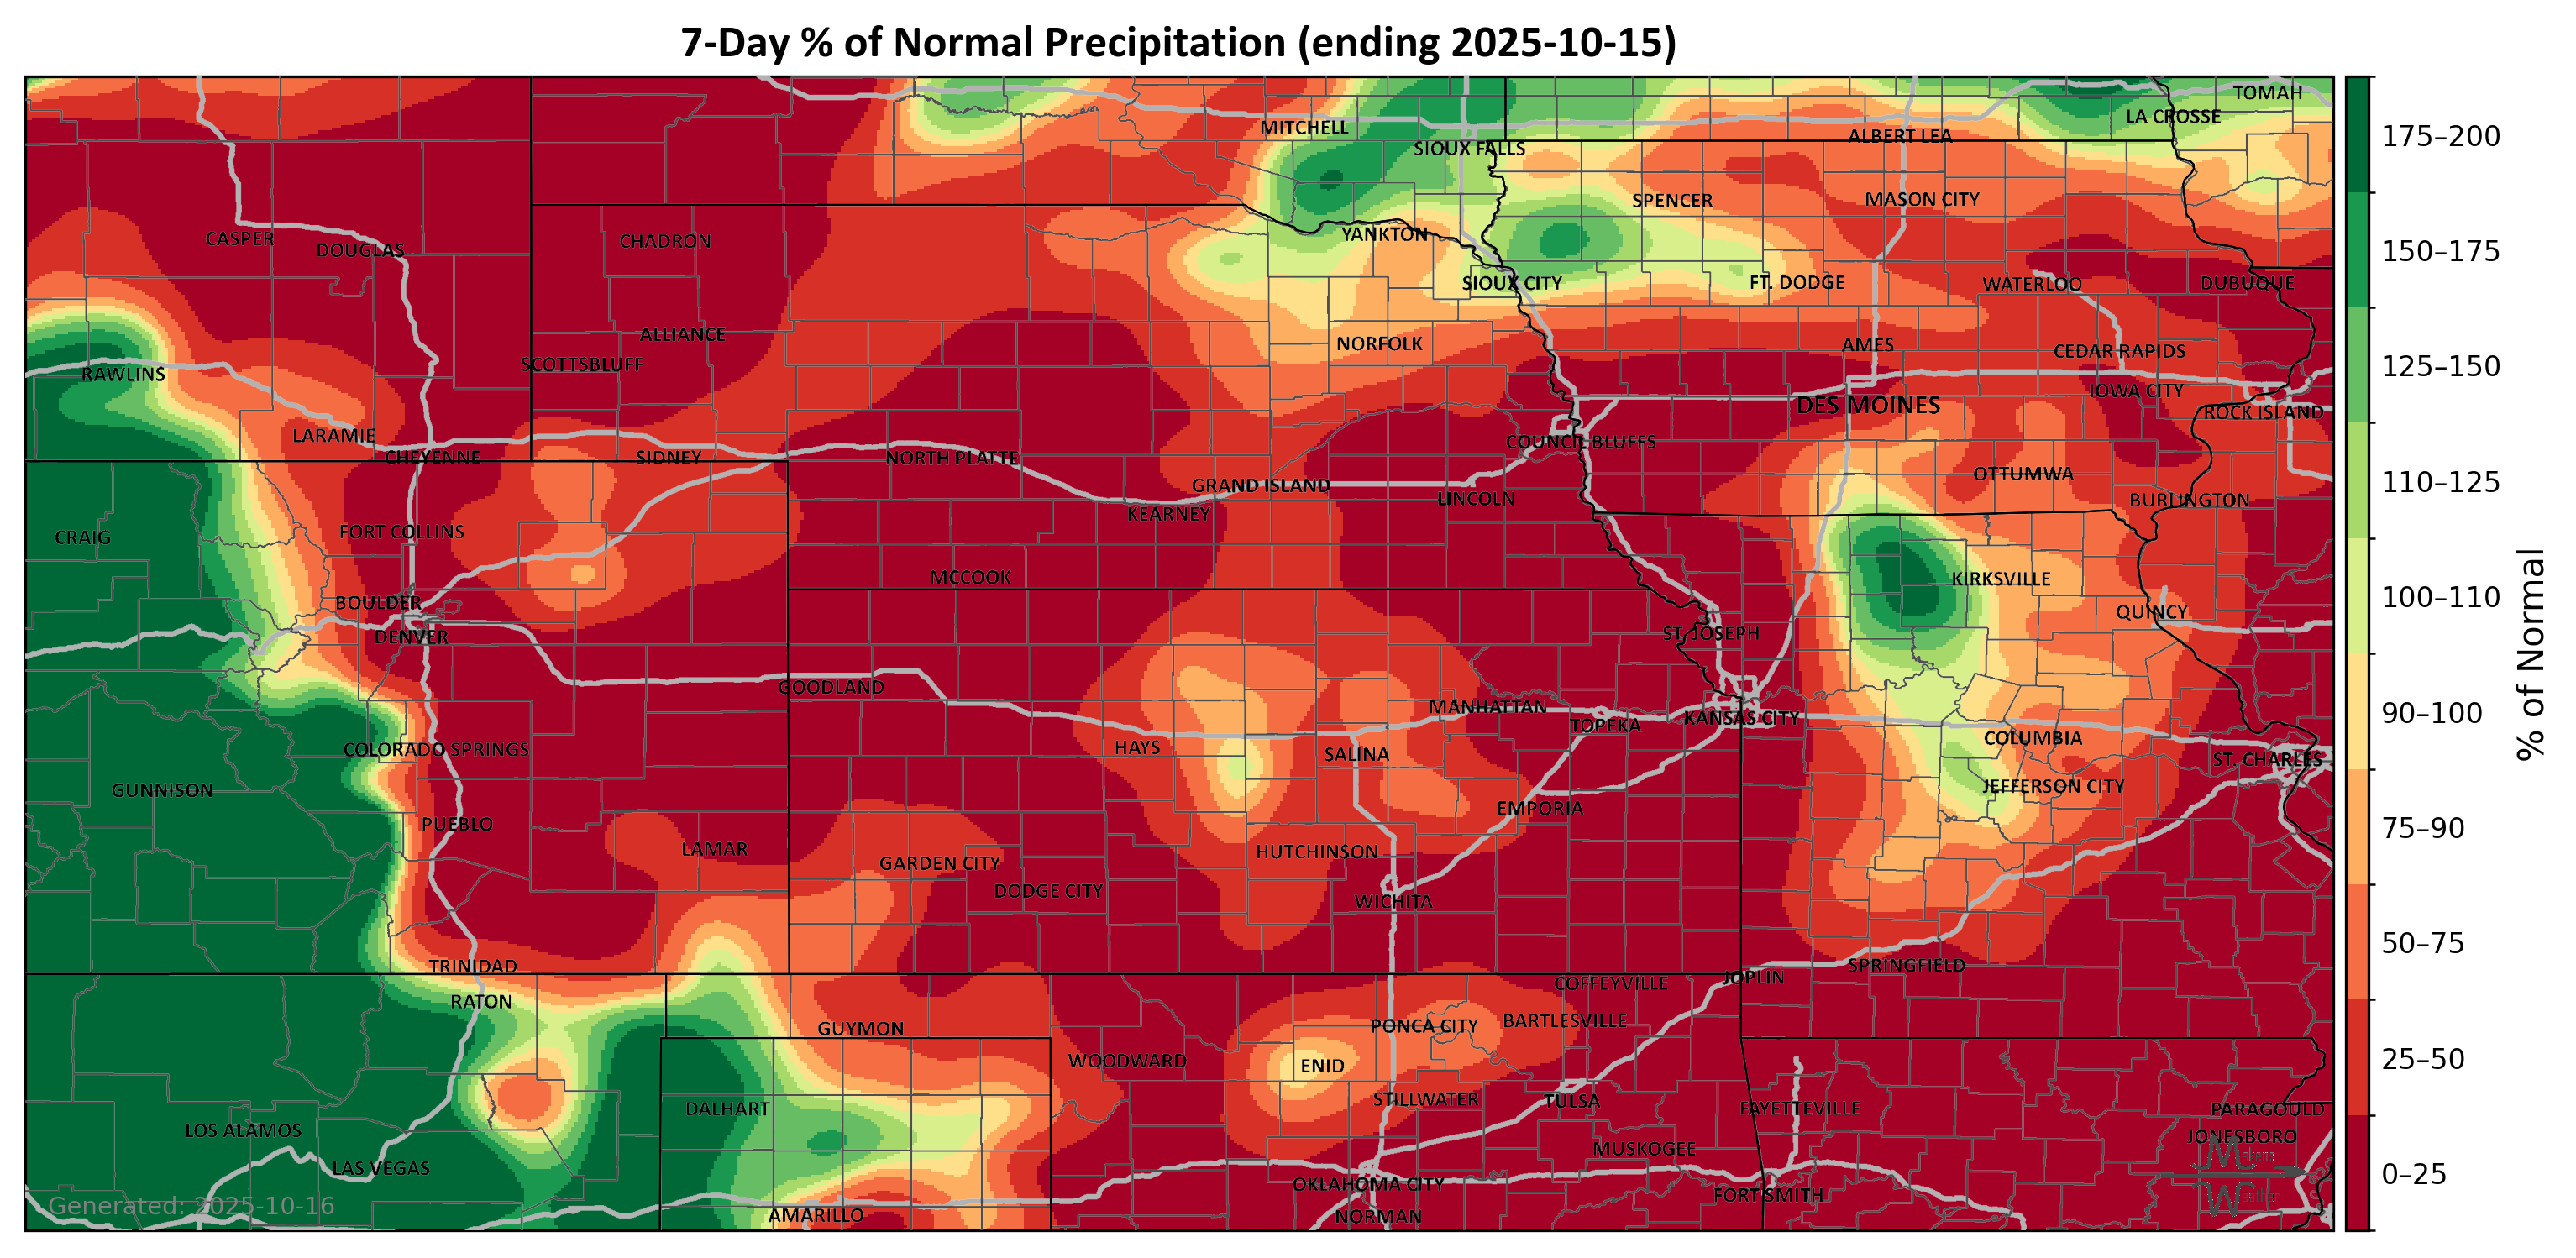 7-Day % of Normal Precipitation (ending 2025-10-15)
TOMAH
LA CROSSE
MITCHELL
ALBERT LEA
SIOUX FALLS
SPENCER
MASON CITY
CASPER
DOUGLAS
CHADRON
YANKTON
SIOUX CITY
FT. DODGE
WATERLOO
DUBUQUE
ALLIANCE
NORFOLK
AMES
CEDAR RAPIDS
SCOTTSBLUFF
RAWLINS
IOWA CITY
DES MOINES
ROCK ISLAND
LARAMIE
COUNCIL BLUFFS
CHEYENNE
SIDNEY
NORTH PLATTE
OTTUMWA
GRAND ISLAND
LINCOLN
BURLINGTON
KEARNEY
FORT COLLINS
CRAIG
MCCOOK
KIRKSVILLE
BOULDER
QUINCY
DENVER
ST. JOSEPH
GOODLAND
MANHATTAN
KANSAS CITY
TOPEKA
COLUMBIA
COLORADO SPRINGS
HAYS
SALINA
ST. CHARLES
GUNNISON
JEFFERSON CITY
EMPORIA
PUEBLO
LAMAR
HUTCHINSON
GARDEN CITY
DODGE CITY
WICHITA
TRINIDAD
SPRINGFIELD
JOPLIN
COFFEYVILLE
RATON
BARTLESVILLE
PONCA CITY
GUYMON
WOODWARD
ENID
STILLWATER
TULSA
DALHART
FAYETTEVILLE
PARAGOULD
LOS ALAMOS
JONESBORO
MUSKOGEE
LAS VEGAS
OKLAHOMA CITY
FORT SMITH
AMARILLO
NORMAN
Generated: 2025-10-16
175–200
150–175
125–150
110–125
100–110
90–100
75–90
50–75
25–50
0–25
% of Normal